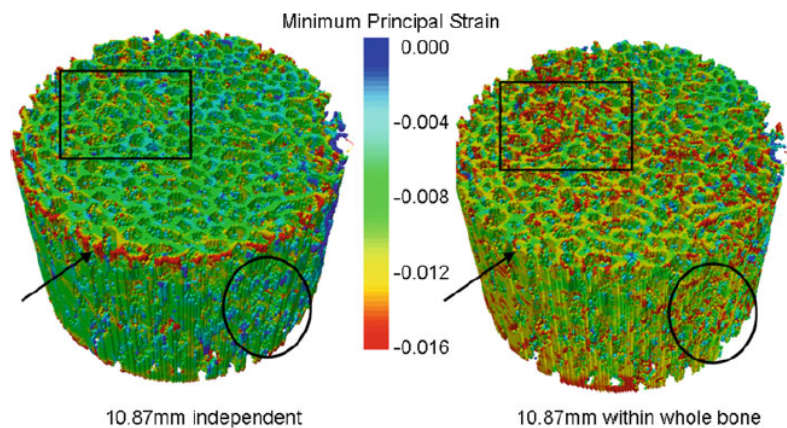 Minimum Principal Strain
0.000
-0.004
-0.008
-0.012
-0.016
10.87mm independent
10.87mm within whole bone